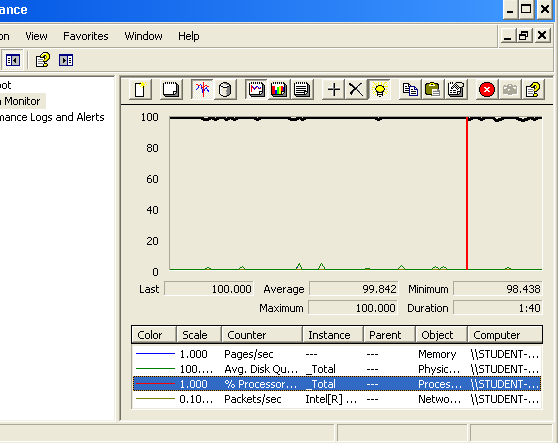 ance
on View Favorites Window Help
oot
n Monitor
mance Logs and Alerts
100
80
60
40
20
0
Last 100.000 Average 99.842 Minimum 98.438
Maximum 100.000 Duration 1:40
Color Scale Counter Instance Parent Object Computer
1.000 Pages/sec --- --- Memory \\STUDENT-...
100.... Avg. Disk Qu... _Total --- Physic... \\STUDENT-...
1.000 % Processor... _Total --- Proces... \\STUDENT-...
0.10... Packets/sec Intel[R] ... --- Netwo... \\STUDENT-...